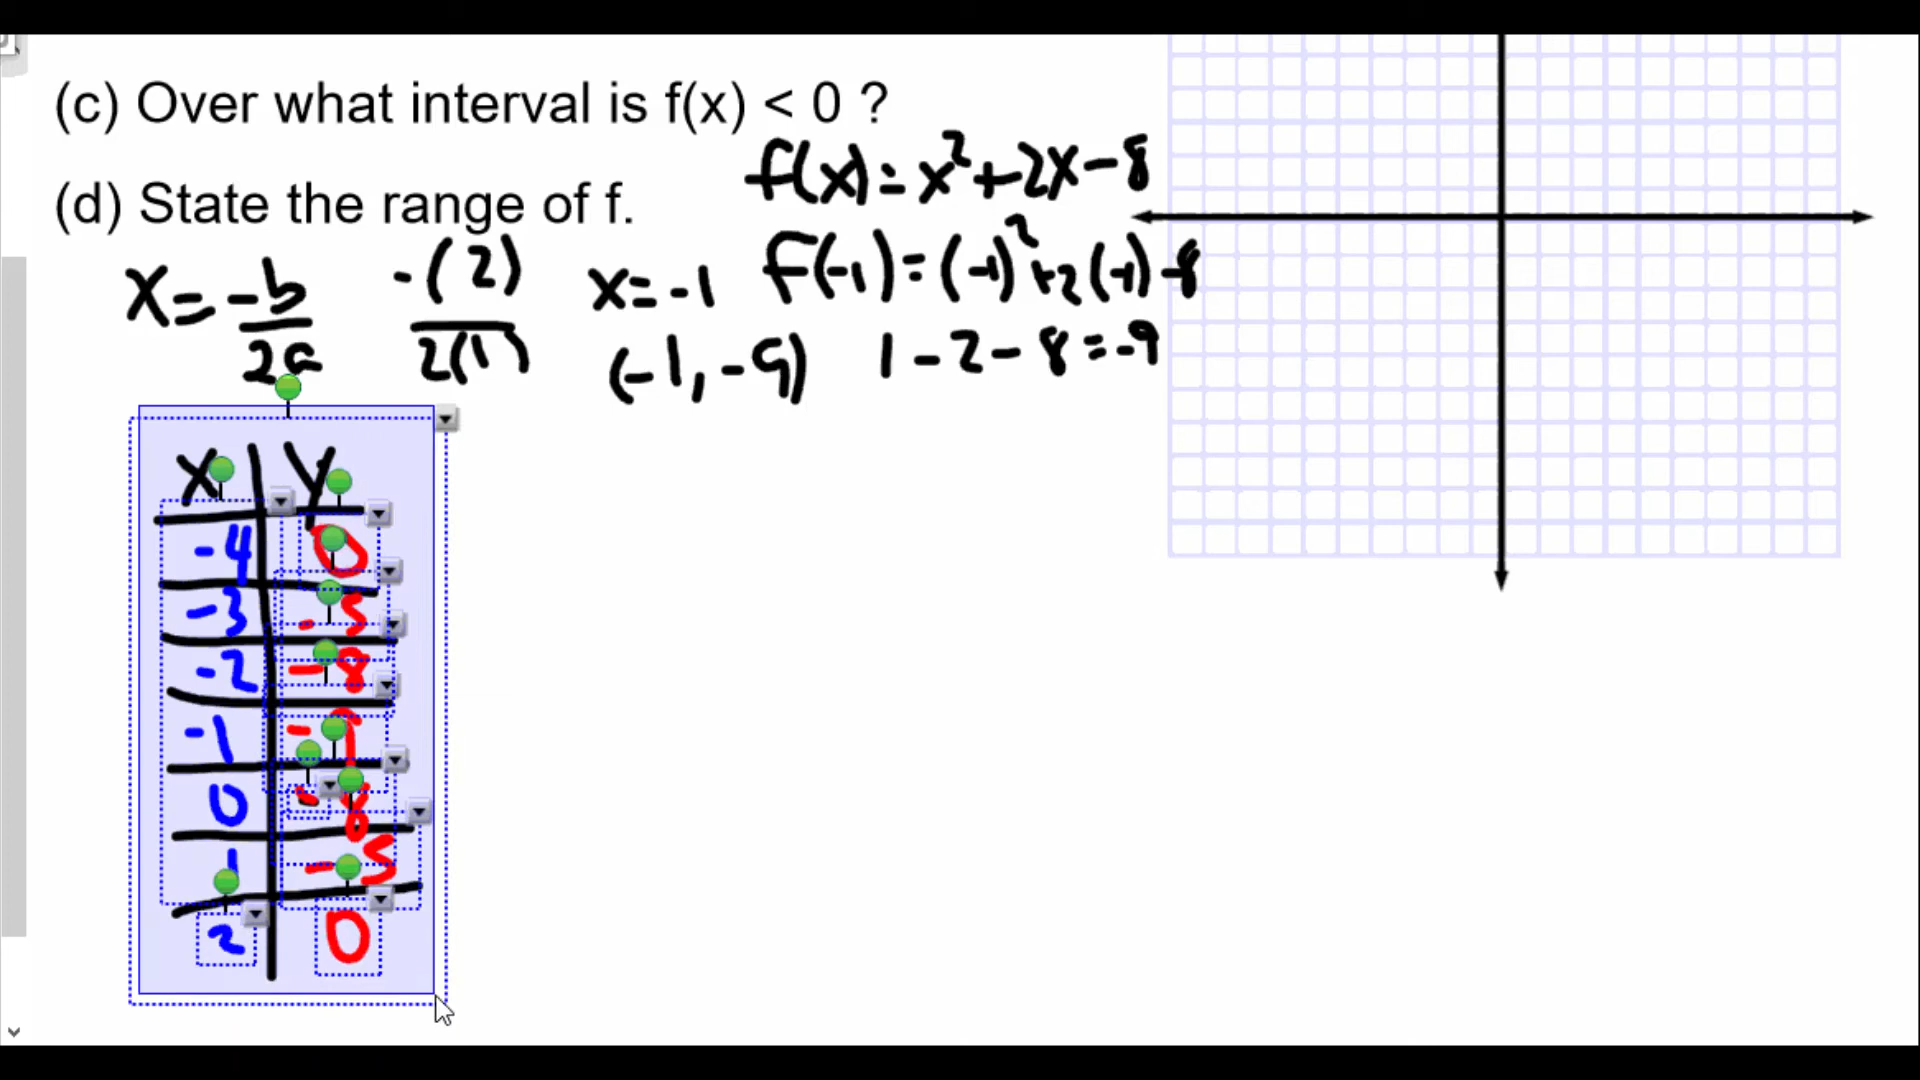 (c) Over what interval is f(x) < 0 ?
f(x) = x² + 2x - 8
(d) State the range of f.
x = -b / 2a   -(2) / 2(1)   x = -1   f(-1) = (-1)² + 2(-1) - 8
(-1, -9)   1 - 2 - 8 = -9
x y
-4 0
-3 -5
-2 -8
-1 -9
0 -8
1 -5
2 0